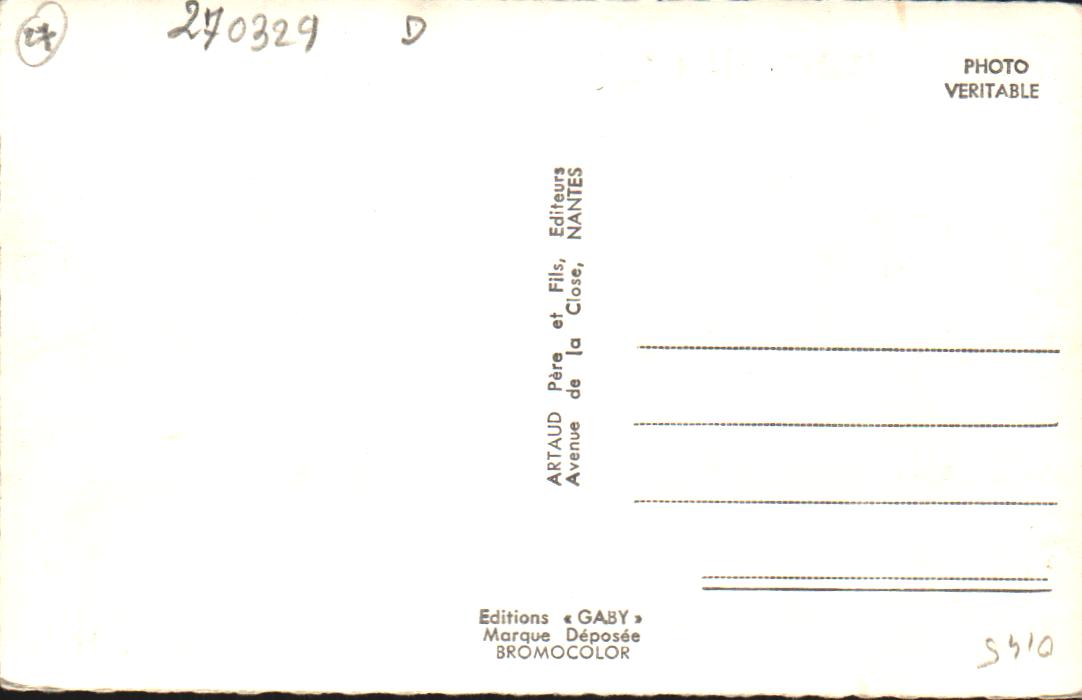 27
270329 D
PHOTO
VERITABLE
ARTAUD Père et Fils, Editeurs
Avenue de la Close, NANTES
Editions « GABY »
Marque Déposée
BROMOCOLOR